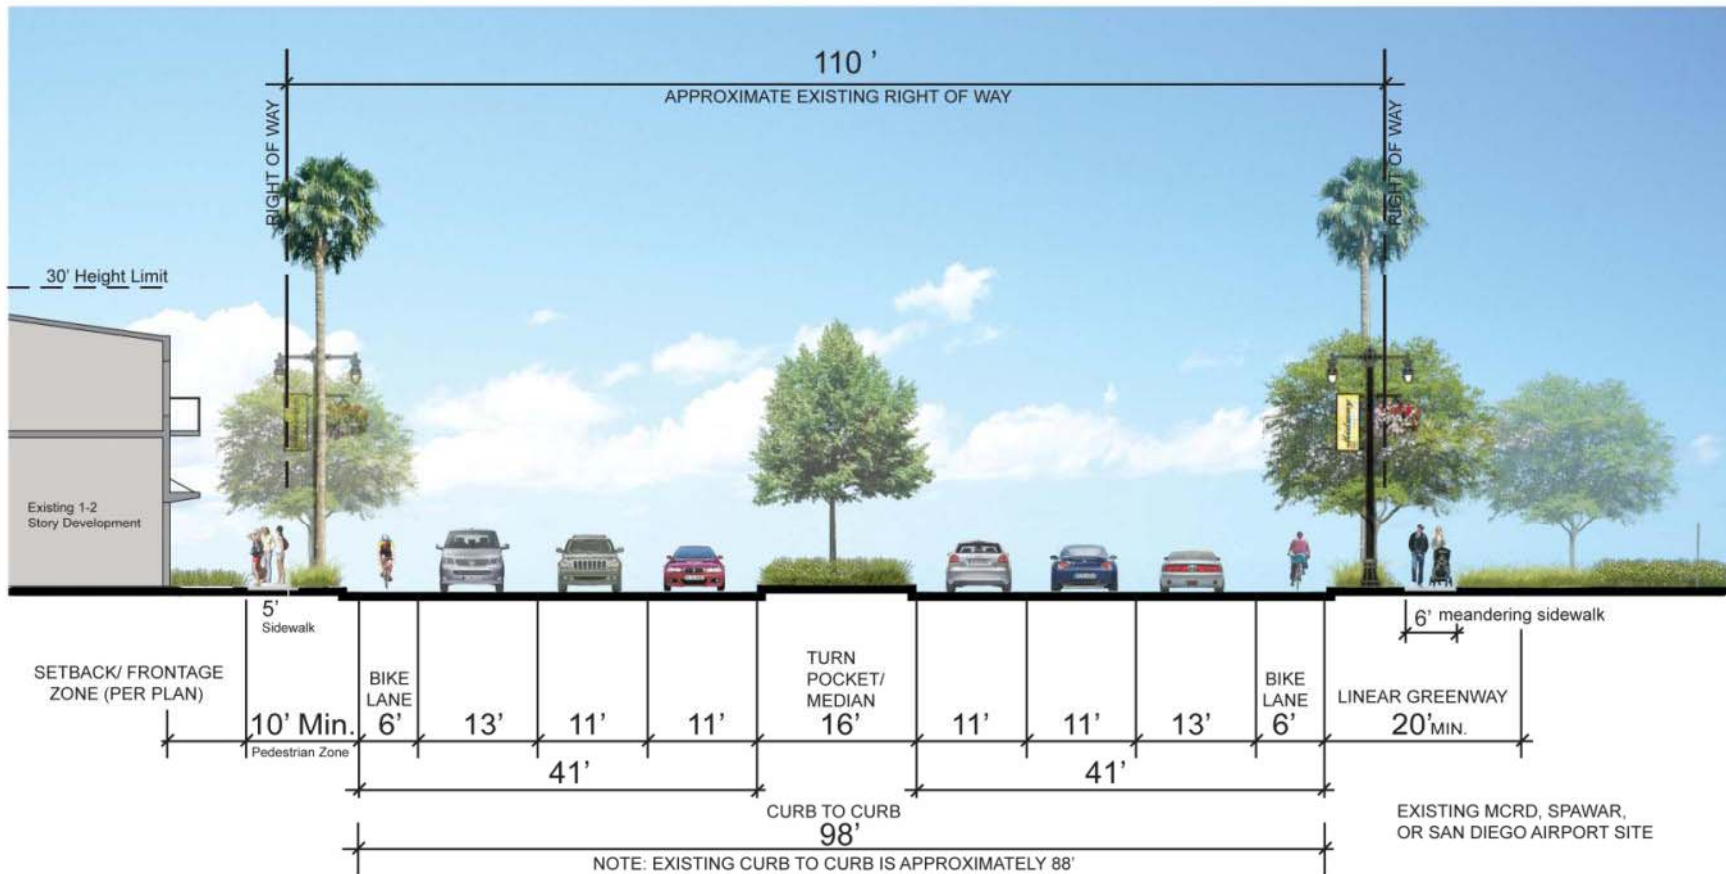 110 '
APPROXIMATE EXISTING RIGHT OF WAY
RIGHT OF WAY
RIGHT OF WAY
30' Height Limit
Existing 1-2
Story Development
5'
Sidewalk
6' meandering sidewalk
SETBACK/ FRONTAGE
ZONE (PER PLAN)
BIKE
LANE
TURN
POCKET/
MEDIAN
BIKE
LANE
LINEAR GREENWAY
10' Min.
6'
13'
11'
11'
16'
11'
11'
13'
6'
20' MIN.
Pedestrian Zone
41'
41'
CURB TO CURB
98'
NOTE: EXISTING CURB TO CURB IS APPROXIMATELY 88'
EXISTING MCRD, SPAWAR,
OR SAN DIEGO AIRPORT SITE